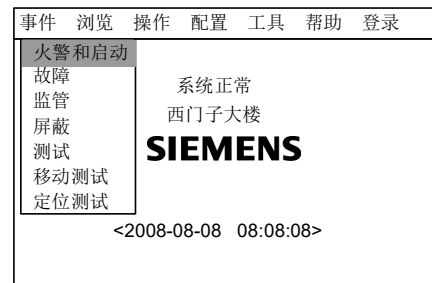 事件 浏览 操作 配置 工具 帮助 登录
火警和启动
故障
监管
屏蔽
测试
移动测试
定位测试
系统正常
西门子大楼
SIEMENS
<2008-08-08 08:08:08>